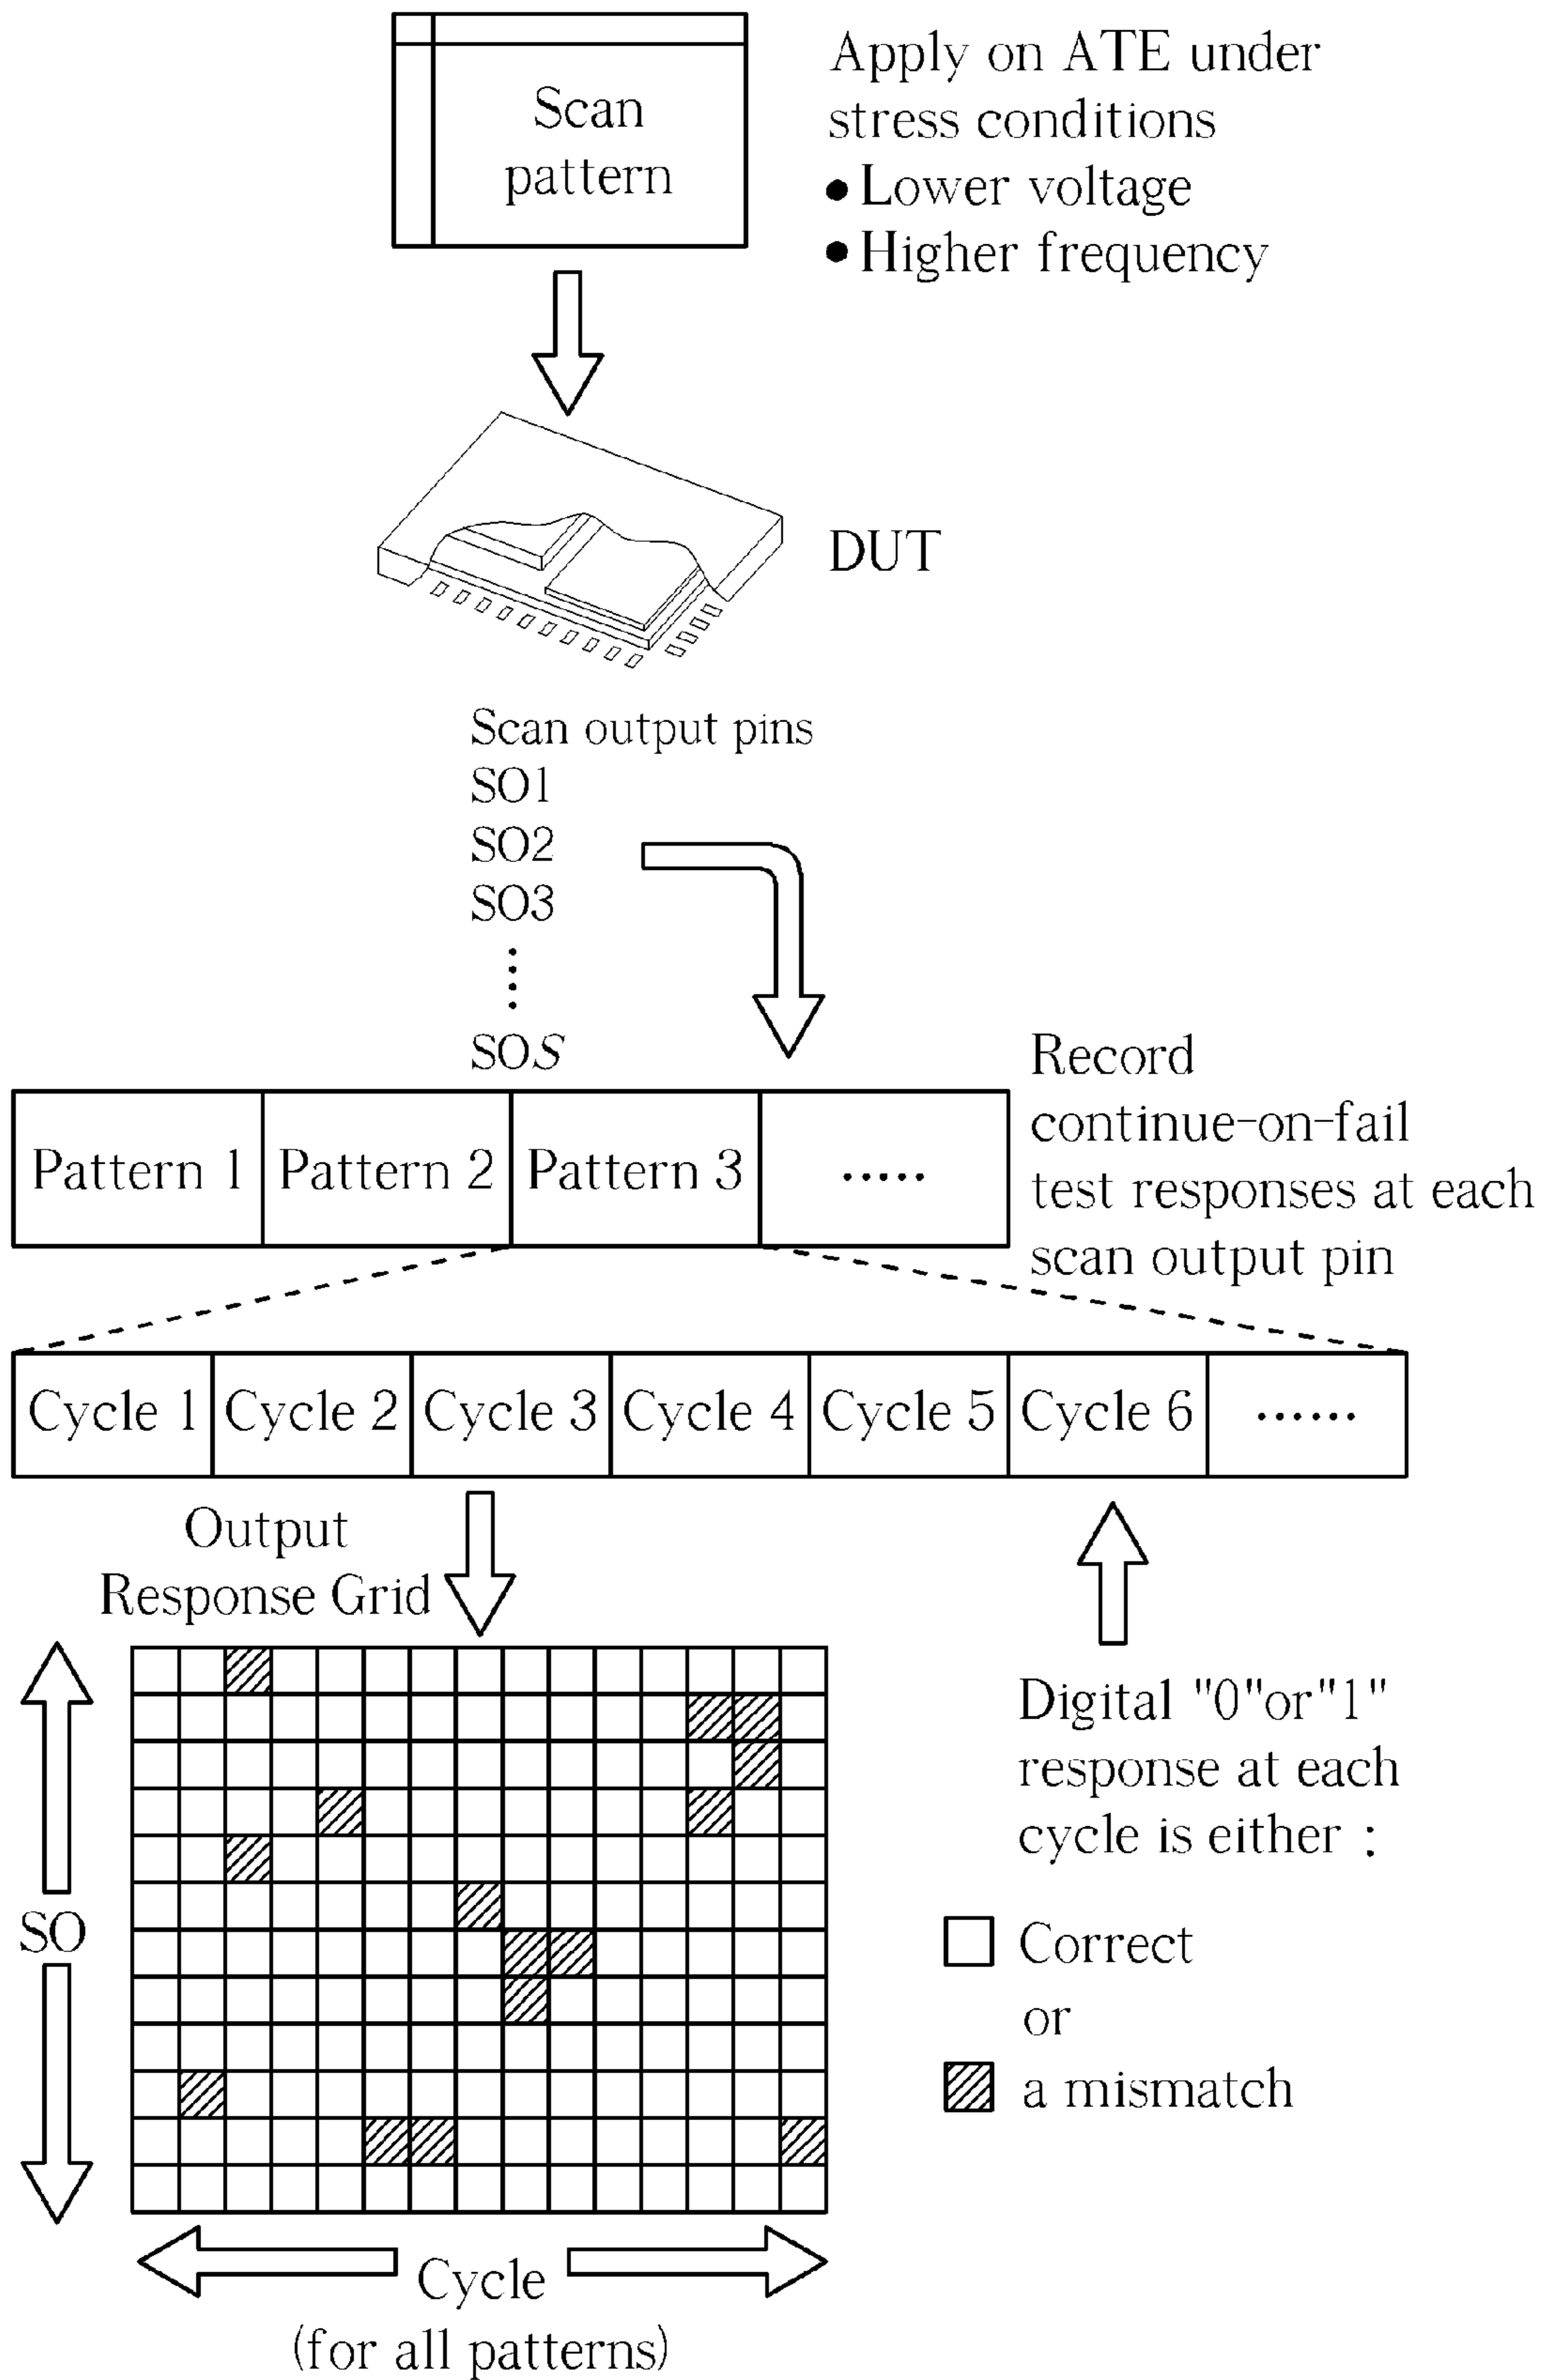 Scan
pattern
Apply on ATE under
stress conditions
• Lower voltage
• Higher frequency
DUT
Scan output pins
SO1
SO2
SO3
SOS
Pattern 1 Pattern 2 Pattern 3 .....
Record
continue-on-fail
test responses at each
scan output pin
Cycle 1 Cycle 2 Cycle 3 Cycle 4 Cycle 5 Cycle 6 ......
Output
Response Grid
SO
Cycle
(for all patterns)
Digital "0"or"1"
response at each
cycle is either :
Correct
or
a mismatch